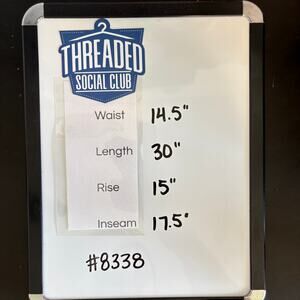 THREADED
SOCIAL CLUB
Waist 14.5"
Length 30"
Rise 15"
Inseam 17.5"
#8338